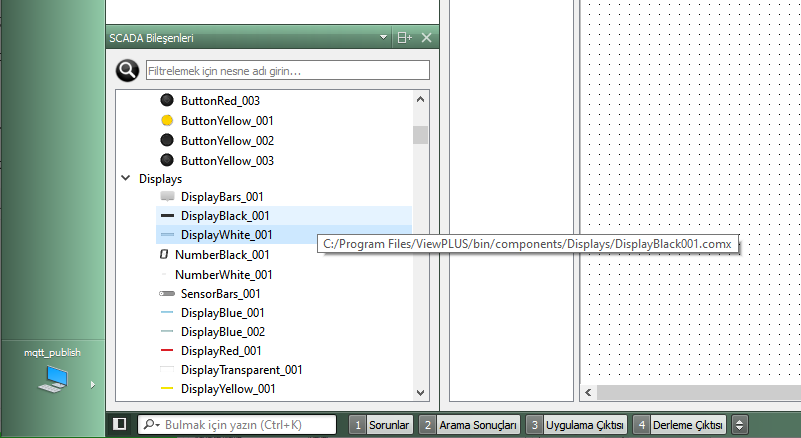 SCADA Bileşenleri
Filtrelemek için nesne adı girin...
ButtonRed_003
ButtonYellow_001
ButtonYellow_002
ButtonYellow_003
Displays
DisplayBars_001
DisplayBlack_001
DisplayWhite_001
C:/Program Files/ViewPLUS/bin/components/Displays/DisplayBlack001.comx
NumberBlack_001
NumberWhite_001
SensorBars_001
DisplayBlue_001
DisplayBlue_002
DisplayRed_001
DisplayTransparent_001
DisplayYellow_001
mqtt_publish
Bulmak için yazın (Ctrl+K) 1 Sorunlar 2 Arama Sonuçları 3 Uygulama Çıktısı 4 Derleme Çıktısı